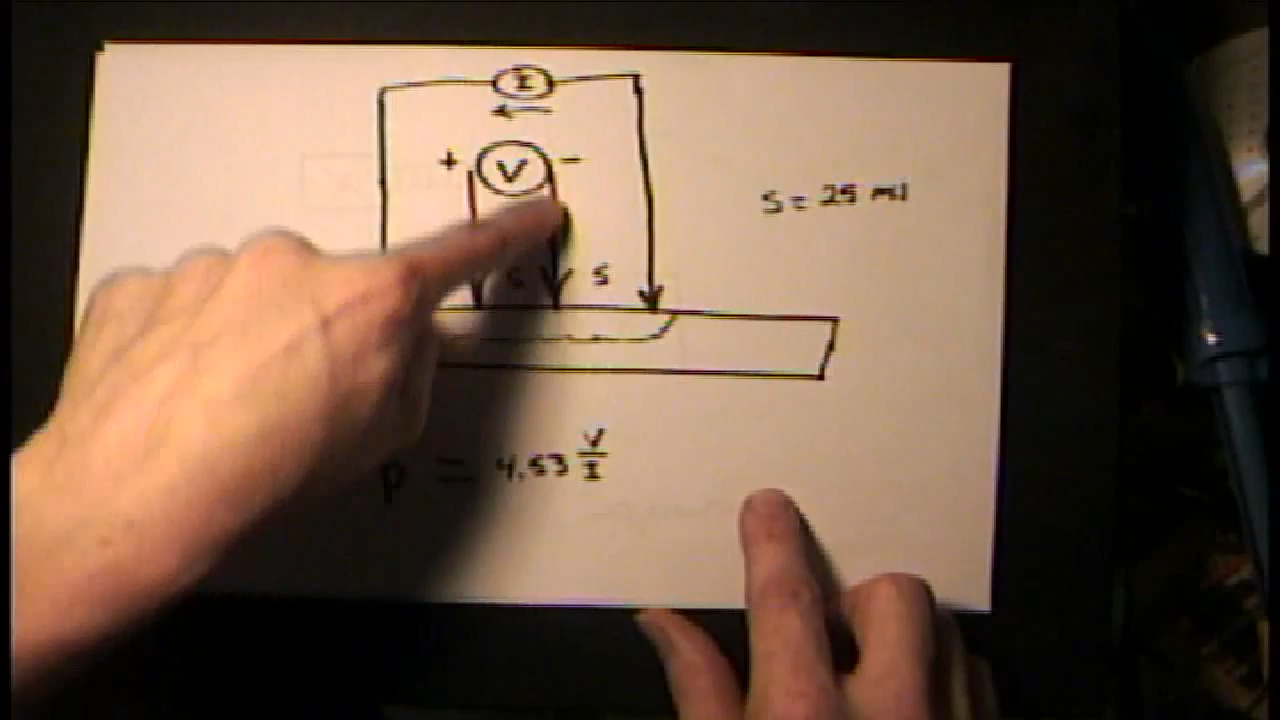 I
+ V -
S = 25 mil
S S
ρ = 4.53 V/I